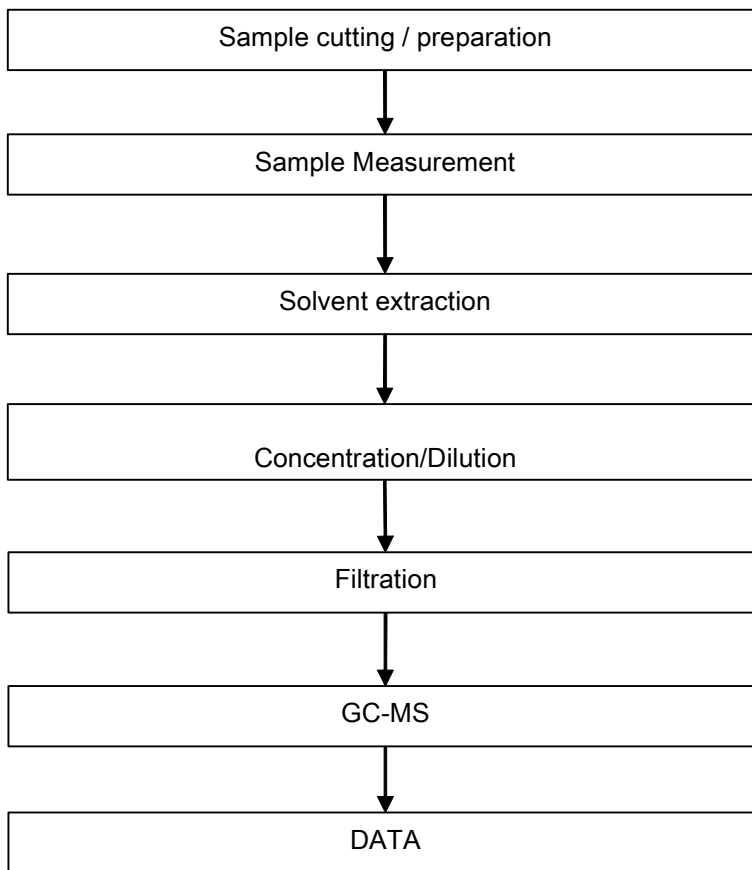 Sample cutting / preparation
Sample Measurement
Solvent extraction
Concentration/Dilution
Filtration
GC-MS
DATA